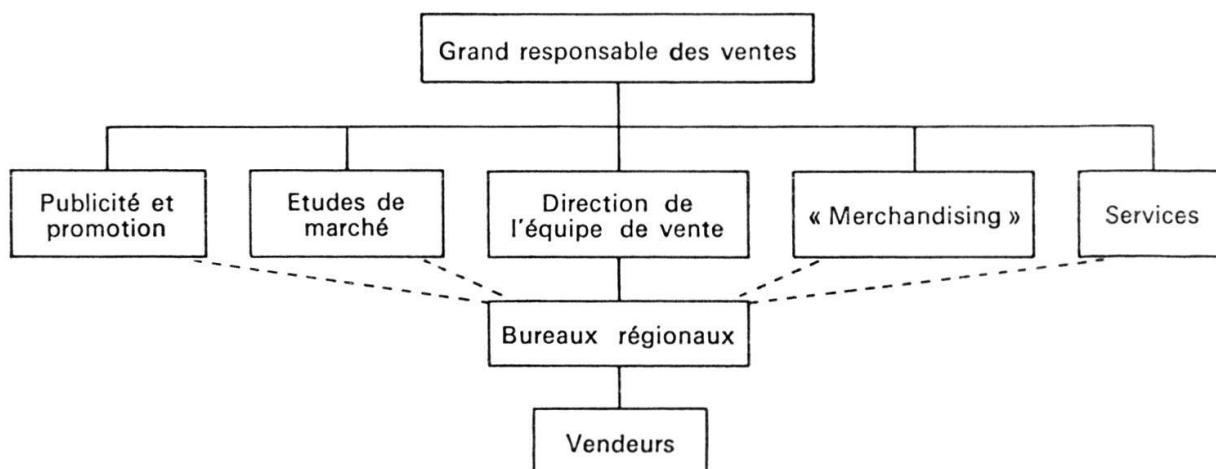 Grand responsable des ventes
Publicité et
promotion
Etudes de
marché
Direction de
l'équipe de vente
« Merchandising »
Services
Bureaux régionaux
Vendeurs